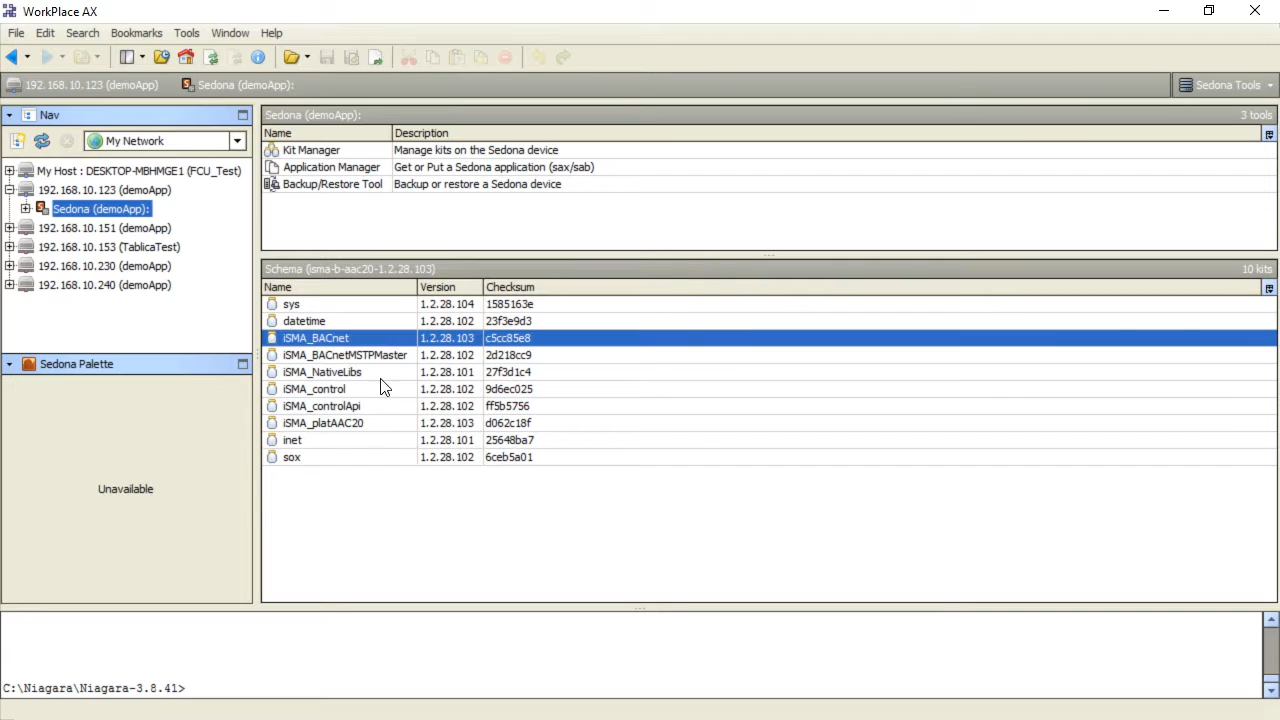 WorkPlace AX
File Edit Search Bookmarks Tools Window Help
192.168.10.123 (demoApp) Sedona (demoApp): Sedona Tools
Nav
My Network
My Host : DESKTOP-MBHMGE1 (FCU_Test)
192.168.10.123 (demoApp)
Sedona (demoApp):
192.168.10.151 (demoApp)
192.168.10.153 (TablicaTest)
192.168.10.230 (demoApp)
192.168.10.240 (demoApp)
Sedona Palette
Unavailable
Sedona (demoApp): 3 tools
Name Description
Kit Manager Manage kits on the Sedona device
Application Manager Get or Put a Sedona application (sax/sab)
Backup/Restore Tool Backup or restore a Sedona device
Schema (isma-b-aac20-1.2.28.103) 10 kits
Name Version Checksum
sys 1.2.28.104 1585163e
datetime 1.2.28.102 23f3e9d3
iSMA_BACnet 1.2.28.103 c5cc85e8
iSMA_BACnetMSTPMaster 1.2.28.102 2d218cc9
iSMA_NativeLibs 1.2.28.101 27f3d1c4
iSMA_control 1.2.28.102 9d6ec025
iSMA_controlApi 1.2.28.102 ff5b5756
iSMA_platAAC20 1.2.28.103 d062c18f
inet 1.2.28.101 25648ba7
sox 1.2.28.102 6ceb5a01
C:\Niagara\Niagara-3.8.41>